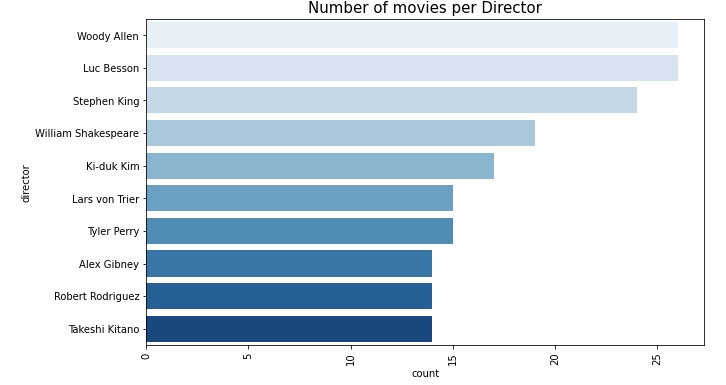 Number of movies per Director
director
Woody Allen
Luc Besson
Stephen King
William Shakespeare
Ki-duk Kim
Lars von Trier
Tyler Perry
Alex Gibney
Robert Rodriguez
Takeshi Kitano
0
5
10
15
20
25
count